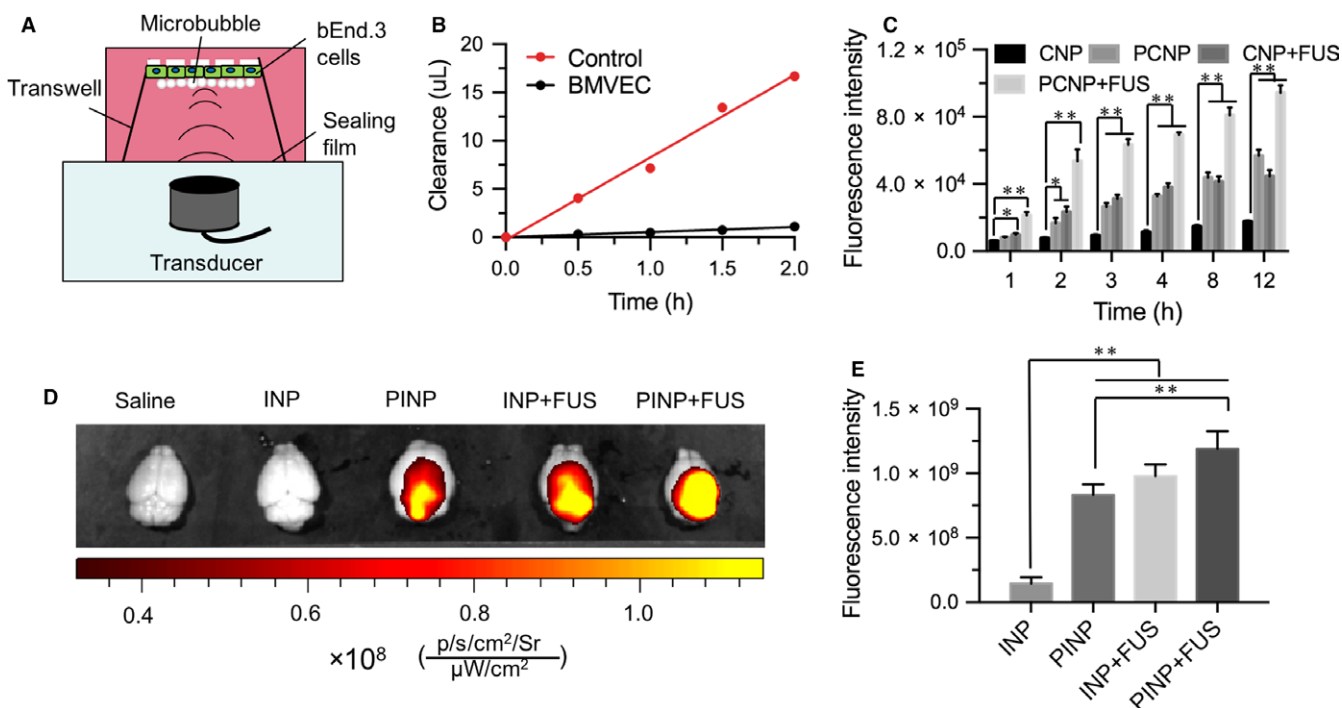 A
Microbubble
bEnd.3
cells
Transwell
Sealing
film
Transducer
B
Clearance (uL)
20
15
10
5
0
Control
BMVEC
0.0 0.5 1.0 1.5 2.0
Time (h)
C
Fluorescence intensity
1.2 × 10⁵
8.0 × 10⁴
4.0 × 10⁴
0.0
CNP PCNP CNP+FUS
PCNP+FUS
** *
** *
**
**
**
**
1 2 3 4 8 12
Time (h)
D
Saline INP PINP INP+FUS PINP+FUS
0.4 0.6 0.8 1.0
×10⁸ (p/s/cm²/Sr
μW/cm²)
E
Fluorescence intensity
1.5 × 10⁹
1.0 × 10⁹
5.0 × 10⁸
0.0
**
**
INP PINP INP+FUS PINP+FUS